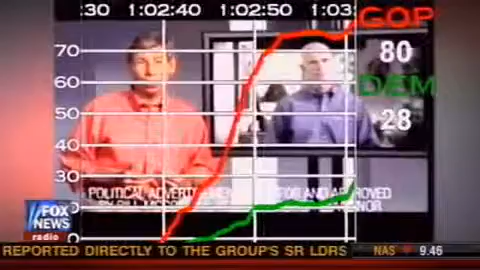 :30 1:02:40 1:02:50 1:03:
GOP
80
DEM
28
70
60
50
40
30
POLITICAL
APPROVED
FOX
NEWS
radio
REPORTED DIRECTLY TO THE GROUP'S SR LDRS
NAS 9.46